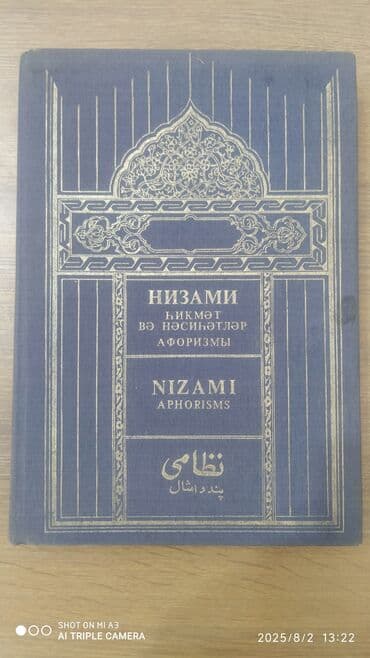 НИЗАМИ
ҺИКМӘТ
ВӘ НӘСИҺӘТЛӘР
АФОРИЗМЫ
NIZAMI
APHORISMS
نظامی
پند و امثال
SHOT ON MI A3
AI TRIPLE CAMERA
2025/8/2 13:22